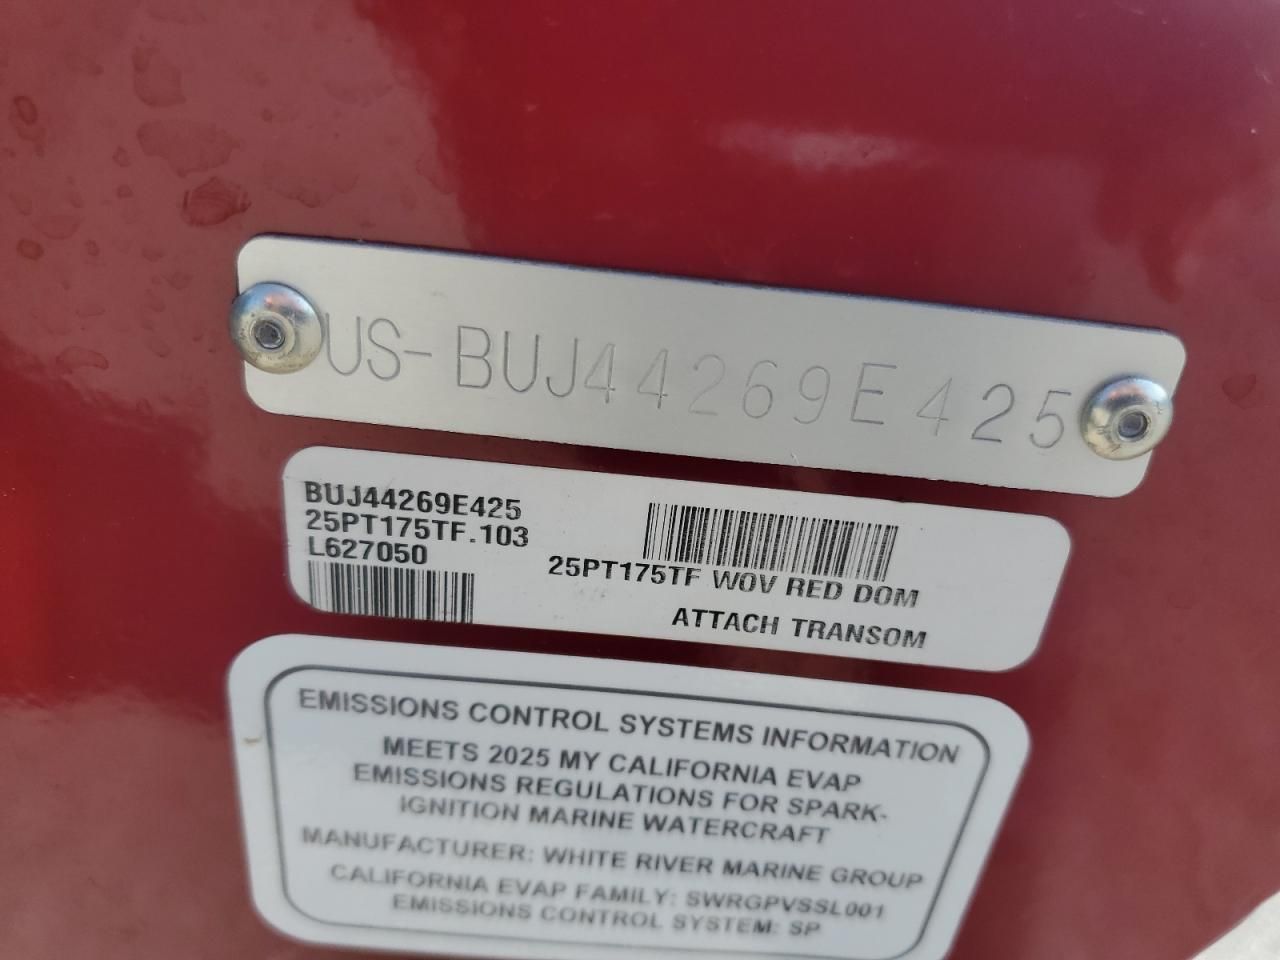 US-BUJ44269E425
BUJ44269E425
25PT175TF.103
L627050
25PT175TF WOV RED DOM
ATTACH TRANSOM
EMISSIONS CONTROL SYSTEMS INFORMATION
MEETS 2025 MY CALIFORNIA EVAP
EMISSIONS REGULATIONS FOR SPARK-
IGNITION MARINE WATERCRAFT
MANUFACTURER: WHITE RIVER MARINE GROUP
CALIFORNIA EVAP FAMILY: SWRGPVSSL001
EMISSIONS CONTROL SYSTEM: SP